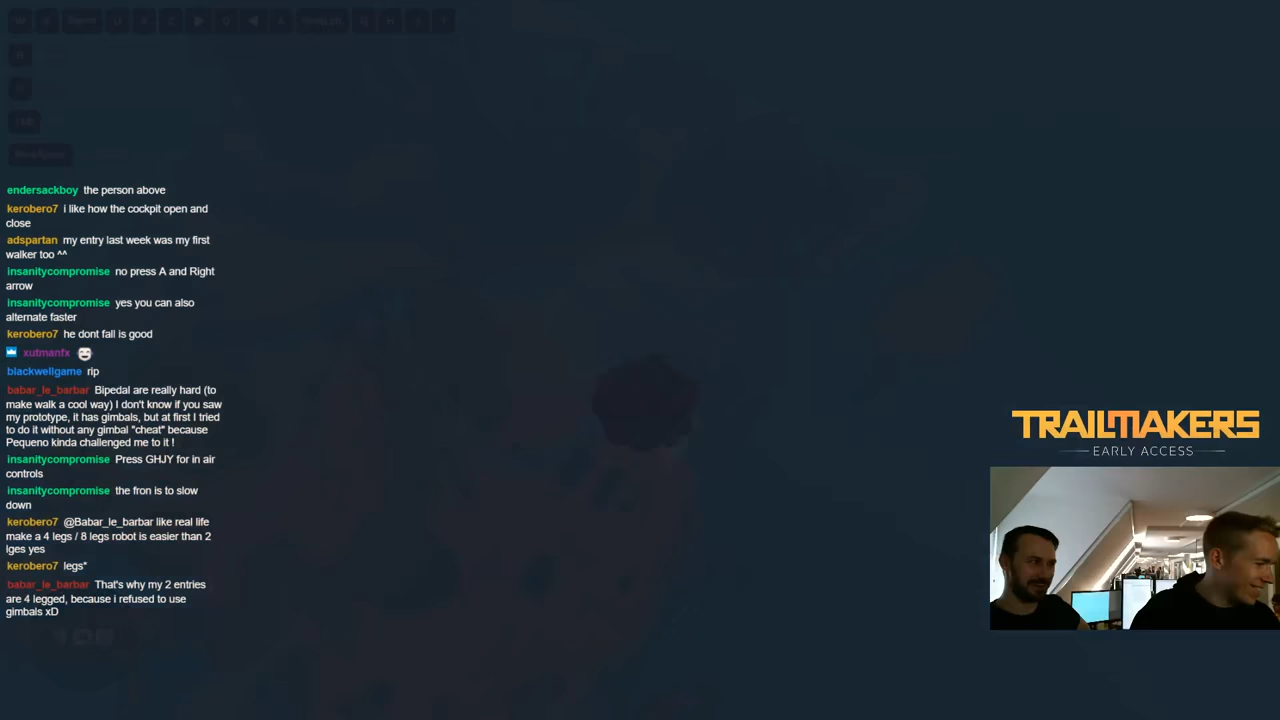 endersackboy the person above
kerobero7 i like how the cockpit open and
close
adspartan my entry last week was my first
walker too ^^
insanitycompromise no press A and Right
arrow
insanitycompromise yes you can also
alternate faster
kerobero7 he dont fall is good
xutmanfx
blackwellgame rip
babar_le_barbar Bipedal are really hard (to
make walk a cool way) I don't know if you saw
my prototype, it has gimbals, but at first I tried
to do it without any gimbal "cheat" because
Pequeno kinda challenged me to it !
insanitycompromise Press GHJY for in air
controls
insanitycompromise the fron is to slow
down
kerobero7 @Babar_le_barbar like real life
make a 4 legs / 8 legs robot is easier than 2
lges yes
kerobero7 legs*
babar_le_barbar That's why my 2 entries
are 4 legged, because i refused to use
gimbals xD
TRAILMAKERS
EARLY ACCESS